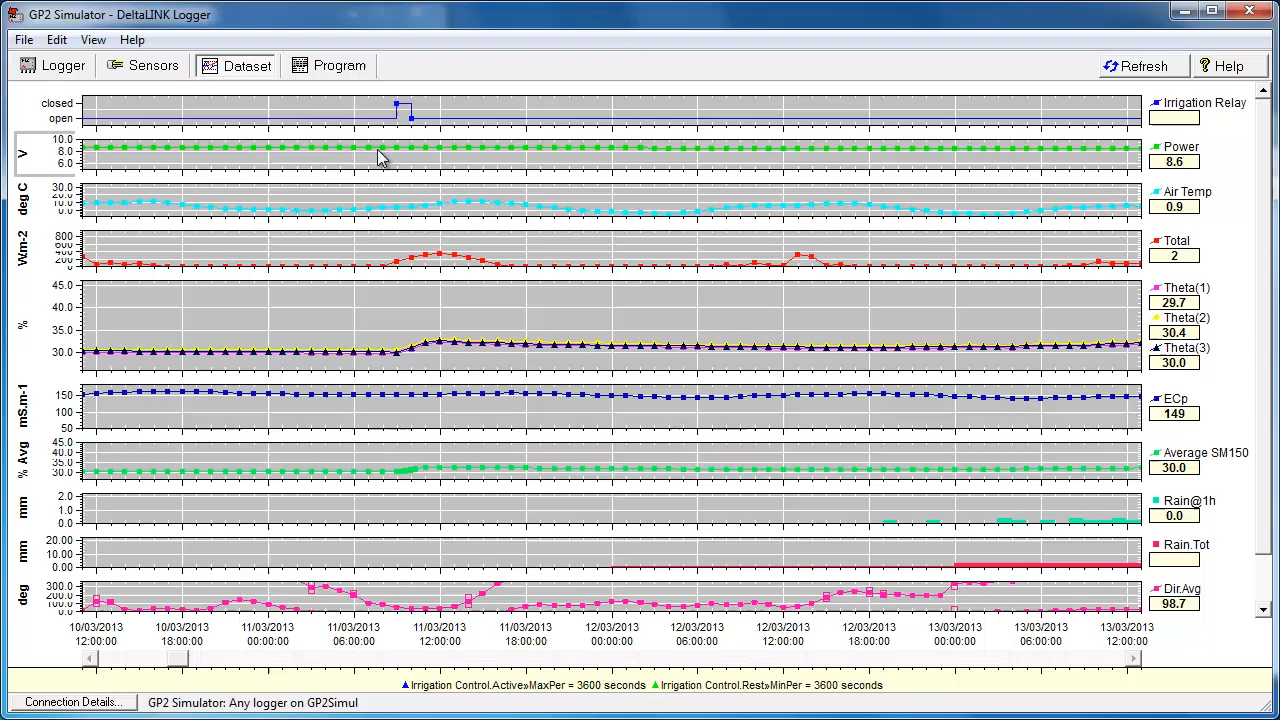 GP2 Simulator - DeltaLINK Logger
File Edit View Help
Logger Sensors Dataset Program Refresh ? Help
closed
open
Irrigation Relay
V
10.0
8.0
6.0
Power
8.6
deg C
30.0
20.0
10.0
0.0
Air Temp
0.9
W.m-2
800
600
400
200
0
Total
2
%
45.0
40.0
35.0
30.0
Theta(1)
29.7
Theta(2)
30.4
Theta(3)
30.0
mS.m-1
150
100
50
ECp
149
% Avg
45.0
40.0
35.0
30.0
Average SM150
30.0
mm
2.0
1.0
0.0
Rain@1h
0.0
mm
20.00
10.00
0.00
Rain.Tot
deg
300.0
200.0
100.0
0.0
Dir.Avg
98.7
10/03/2013 10/03/2013 11/03/2013 11/03/2013 11/03/2013 11/03/2013 12/03/2013 12/03/2013 12/03/2013 12/03/2013 13/03/2013 13/03/2013 13/03/2013
12:00:00 18:00:00 00:00:00 06:00:00 12:00:00 18:00:00 00:00:00 06:00:00 12:00:00 18:00:00 00:00:00 06:00:00 12:00:00
Irrigation Control.Active»MaxPer = 3600 seconds Irrigation Control.Rest»MinPer = 3600 seconds
Connection Details... GP2 Simulator: Any logger on GP2Simul